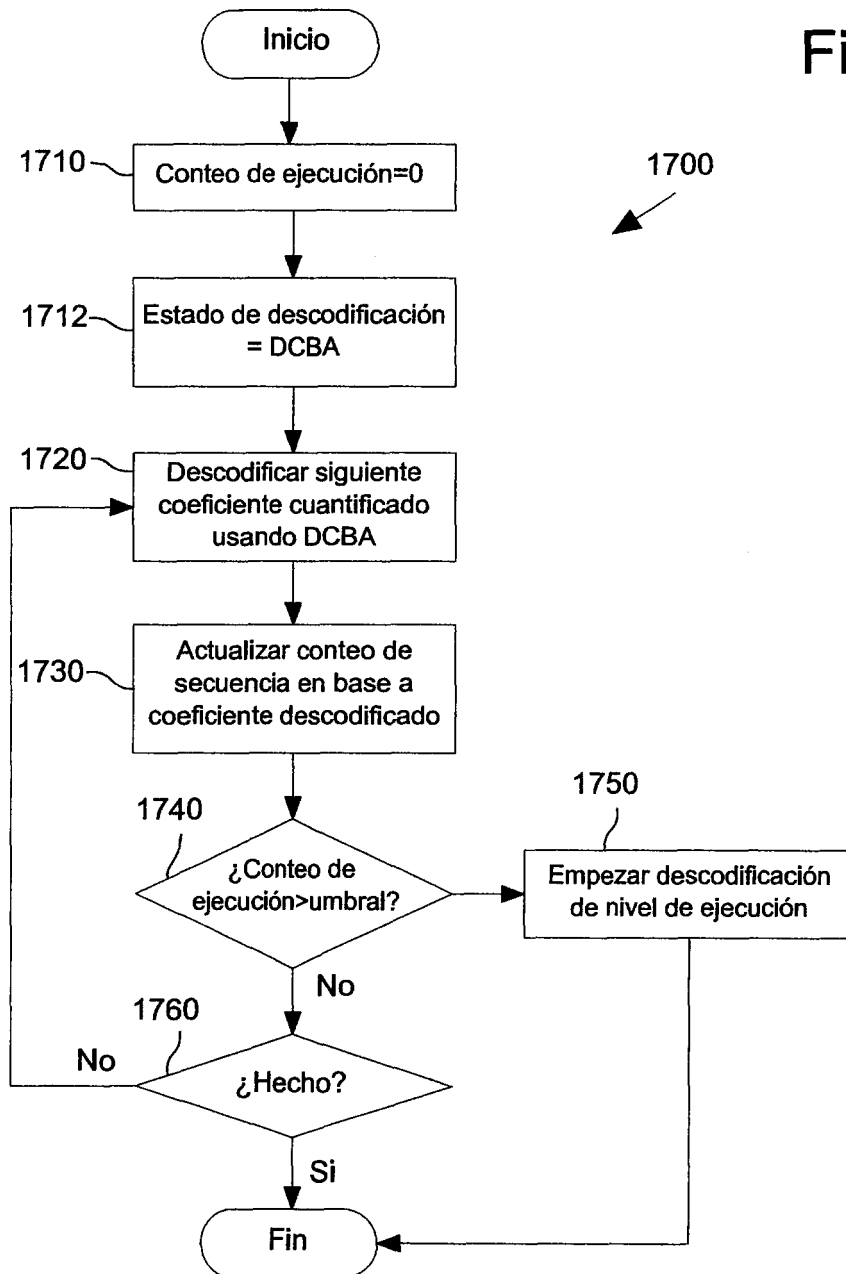 Inicio
Fi
1710
Conteo de ejecución=0
1700
1712
Estado de descodificación
= DCBA
1720
Descodificar siguiente
coeficiente cuantificado
usando DCBA
1730
Actualizar conteo de
secuencia en base a
coeficiente descodificado
1740
¿Conteo de
ejecución>umbral?
1750
Empezar descodificación
de nivel de ejecución
No
1760
No
¿Hecho?
Si
Fin